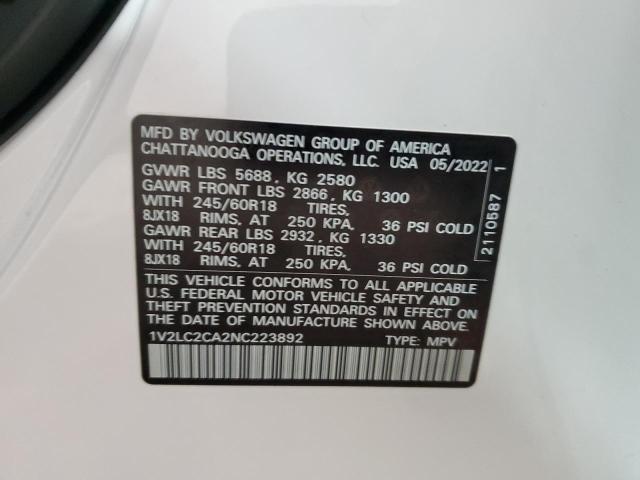 MFD BY VOLKSWAGEN GROUP OF AMERICA
CHATTANOOGA OPERATIONS, LLC. USA 05/2022
GVWR LBS 5688, KG 2580
GAWR FRONT LBS 2866, KG 1300
WITH 245/60R18 TIRES,
8JX18 RIMS, AT 250 KPA, 36 PSI COLD
GAWR REAR LBS 2932, KG 1330
WITH 245/60R18 TIRES,
8JX18 RIMS, AT 250 KPA, 36 PSI COLD
THIS VEHICLE CONFORMS TO ALL APPLICABLE
U.S. FEDERAL MOTOR VEHICLE SAFETY AND
THEFT PREVENTION STANDARDS IN EFFECT ON
THE DATE OF MANUFACTURE SHOWN ABOVE.
1V2LC2CA2NC223892 TYPE: MPV
2110587 1